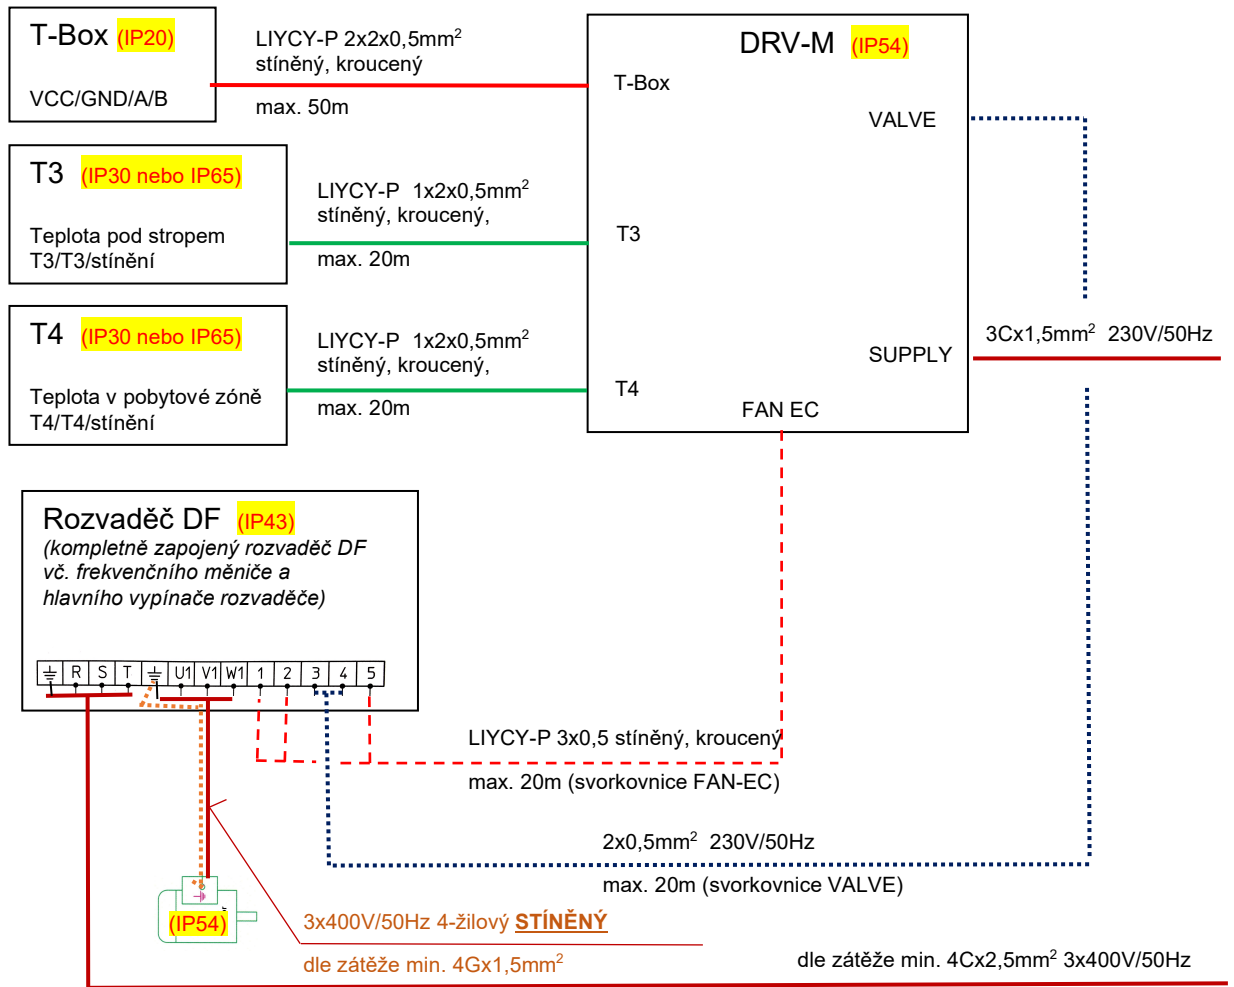 T-Box (IP20)
VCC/GND/A/B
LIYCY-P 2x2x0,5mm²
stíněný, kroucený
max. 50m
DRV-M (IP54)
T-Box
VALVE
T3 (IP30 nebo IP65)
Teplota pod stropem
T3/T3/stínění
LIYCY-P 1x2x0,5mm²
stíněný, kroucený,
max. 20m
T3
T4 (IP30 nebo IP65)
Teplota v pobytové zóně
T4/T4/stínění
LIYCY-P 1x2x0,5mm²
stíněný, kroucený,
max. 20m
T4
SUPPLY
3Cx1,5mm² 230V/50Hz
FAN EC
Rozvaděč DF (IP43)
(kompletně zapojený rozvaděč DF
vč. frekvenčního měniče a
hlavního vypínače rozvaděče)
R S T U1 V1 W1 1 2 3 4 5
LIYCY-P 3x0,5 stíněný, kroucený
max. 20m (svorkovnice FAN-EC)
2x0,5mm² 230V/50Hz
max. 20m (svorkovnice VALVE)
(IP54)
3x400V/50Hz 4-žilový STÍNĚNÝ
dle zátěže min. 4Gx1,5mm²
dle zátěže min. 4Cx2,5mm² 3x400V/50Hz